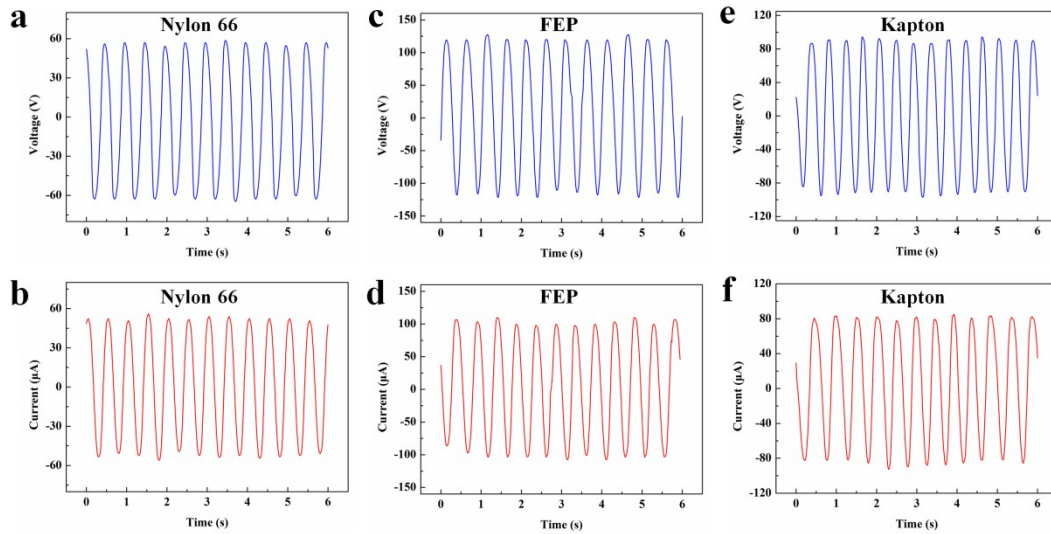 a
Nylon 66
60
30
0
-30
-60
Voltage (V)
0 1 2 3 4 5 6
Time (s)
c
FEP
150
100
50
0
-50
-100
-150
Voltage (V)
0 1 2 3 4 5 6
Time (s)
e
Kapton
120
80
40
0
-40
-80
-120
Voltage (V)
0 1 2 3 4 5 6
Time (s)
b
Nylon 66
60
30
0
-30
-60
Current (μA)
0 1 2 3 4 5 6
Time (s)
d
FEP
150
100
50
0
-50
-100
-150
Current (μA)
0 1 2 3 4 5 6
Time (s)
f
Kapton
120
80
40
0
-40
-80
-120
Current (μA)
0 1 2 3 4 5 6
Time (s)